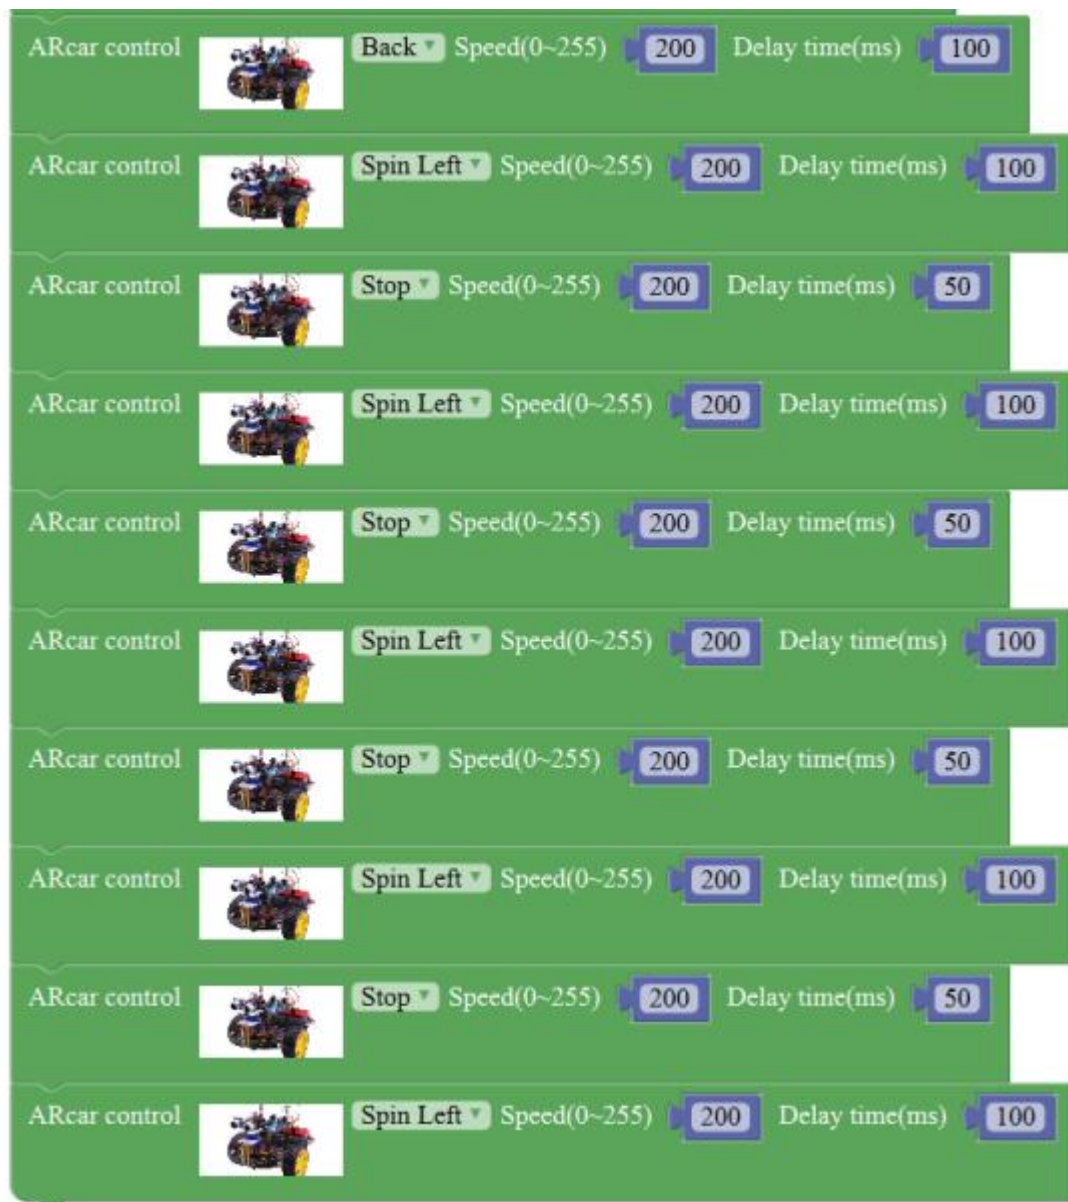 ARcar control Back Speed(0~255) 200 Delay time(ms) 100
ARcar control Spin Left Speed(0~255) 200 Delay time(ms) 100
ARcar control Stop Speed(0~255) 200 Delay time(ms) 50
ARcar control Spin Left Speed(0~255) 200 Delay time(ms) 100
ARcar control Stop Speed(0~255) 200 Delay time(ms) 50
ARcar control Spin Left Speed(0~255) 200 Delay time(ms) 100
ARcar control Stop Speed(0~255) 200 Delay time(ms) 50
ARcar control Spin Left Speed(0~255) 200 Delay time(ms) 100
ARcar control Stop Speed(0~255) 200 Delay time(ms) 50
ARcar control Spin Left Speed(0~255) 200 Delay time(ms) 100